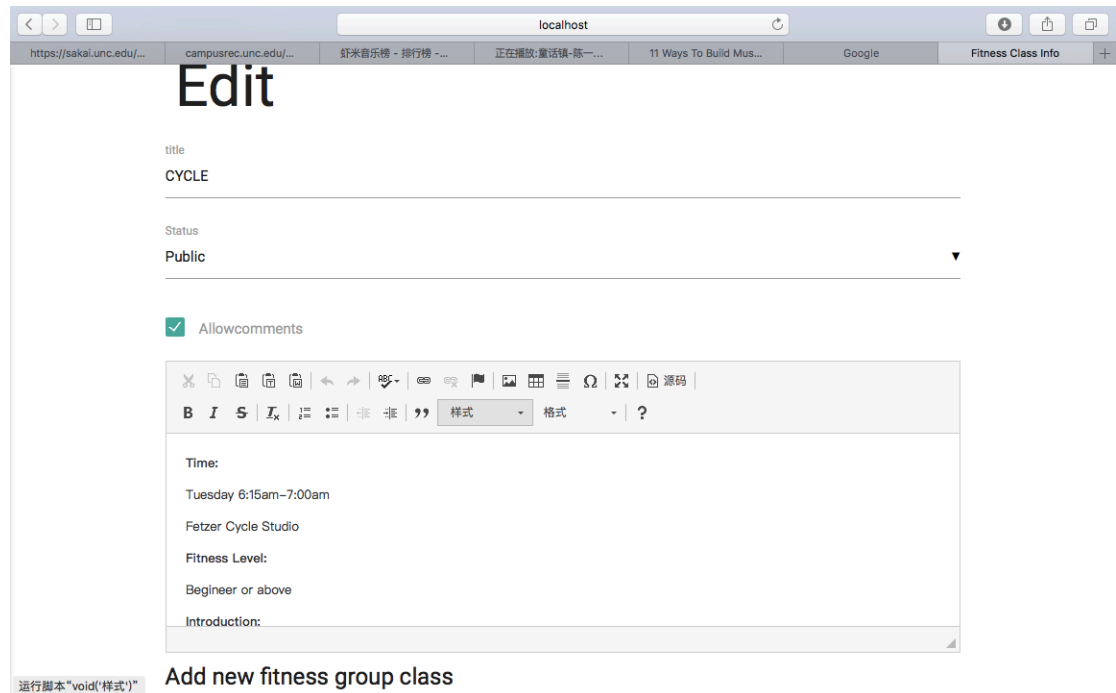 localhost
https://sakai.unc.edu/...
campusrec.unc.edu/...
虾米音乐榜 - 排行榜 -...
正在播放:童话镇-陈一...
11 Ways To Build Mus...
Google
Fitness Class Info
Edit
title
CYCLE
Status
Public
Allowcomments
ABC
源码
B I S Ix
样式
格式
?
Time:
Tuesday 6:15am–7:00am
Fetzer Cycle Studio
Fitness Level:
Begineer or above
Introduction:
Add new fitness group class
运行脚本“void('样式')”